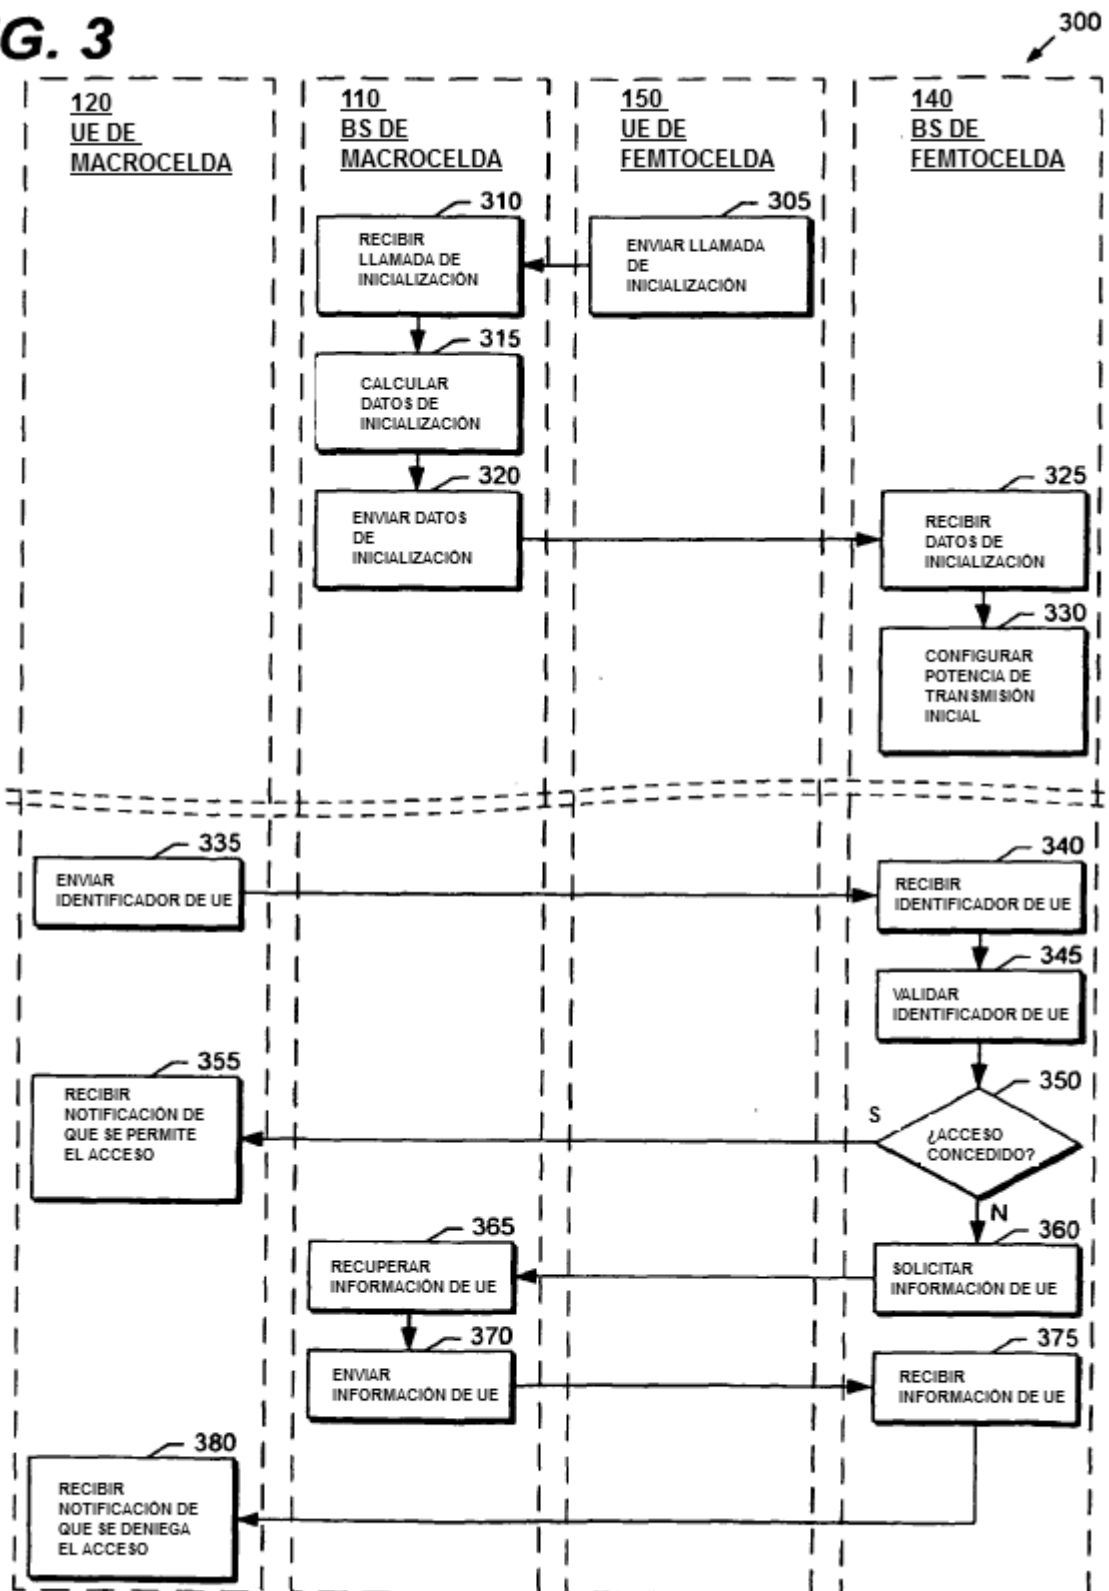 G. 3
300
120
UE DE
MACROCELDA
110
BS DE
MACROCELDA
150
UE DE
FEMTOCELDA
140
BS DE
FEMTOCELDA
310
RECIBIR
LLAMADA DE
INICIALIZACIÓN
305
ENVIAR LLAMADA
DE
INICIALIZACIÓN
315
CALCULAR
DATOS DE
INICIALIZACIÓN
320
ENVIAR DATOS
DE
INICIALIZACIÓN
325
RECIBIR
DATOS DE
INICIALIZACIÓN
330
CONFIGURAR
POTENCIA DE
TRANSMISIÓN
INICIAL
335
ENVIAR
IDENTIFICADOR DE UE
340
RECIBIR
IDENTIFICADOR DE UE
345
VALIDAR
IDENTIFICADOR DE UE
350
¿ACCESO
CONCEDIDO?
S
N
355
RECIBIR
NOTIFICACIÓN DE
QUE SE PERMITE
EL ACCESO
360
SOLICITAR
INFORMACIÓN DE UE
365
RECUPERAR
INFORMACIÓN DE UE
370
ENVIAR
INFORMACIÓN DE UE
375
RECIBIR
INFORMACIÓN DE UE
380
RECIBIR
NOTIFICACIÓN DE
QUE SE DENIEGA
EL ACCESO